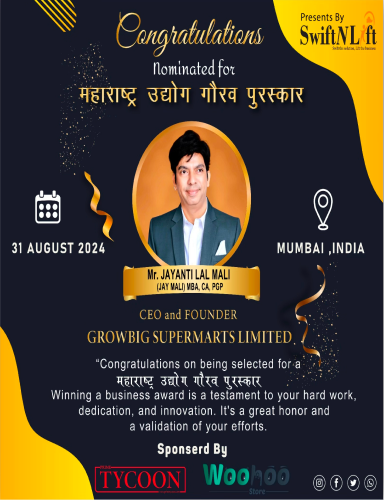 Congratulations
Presents By
SwiftNLift
Nominated for
महाराष्ट्र उद्योग गौरव पुरस्कार
31 AUGUST 2024
MUMBAI ,INDIA
Mr. JAYANTI LAL MALI
(JAY MALI) MBA, CA, PGP
CEO and FOUNDER
GROWBIG SUPERMARTS LIMITED
“Congratulations on being selected for a
महाराष्ट्र उद्योग गौरव पुरस्कार
Winning a business award is a testament to your hard work,
dedication, and innovation. It's a great honor and
a validation of your efforts.
Sponserd By
TYCOON
Woohoo
Store